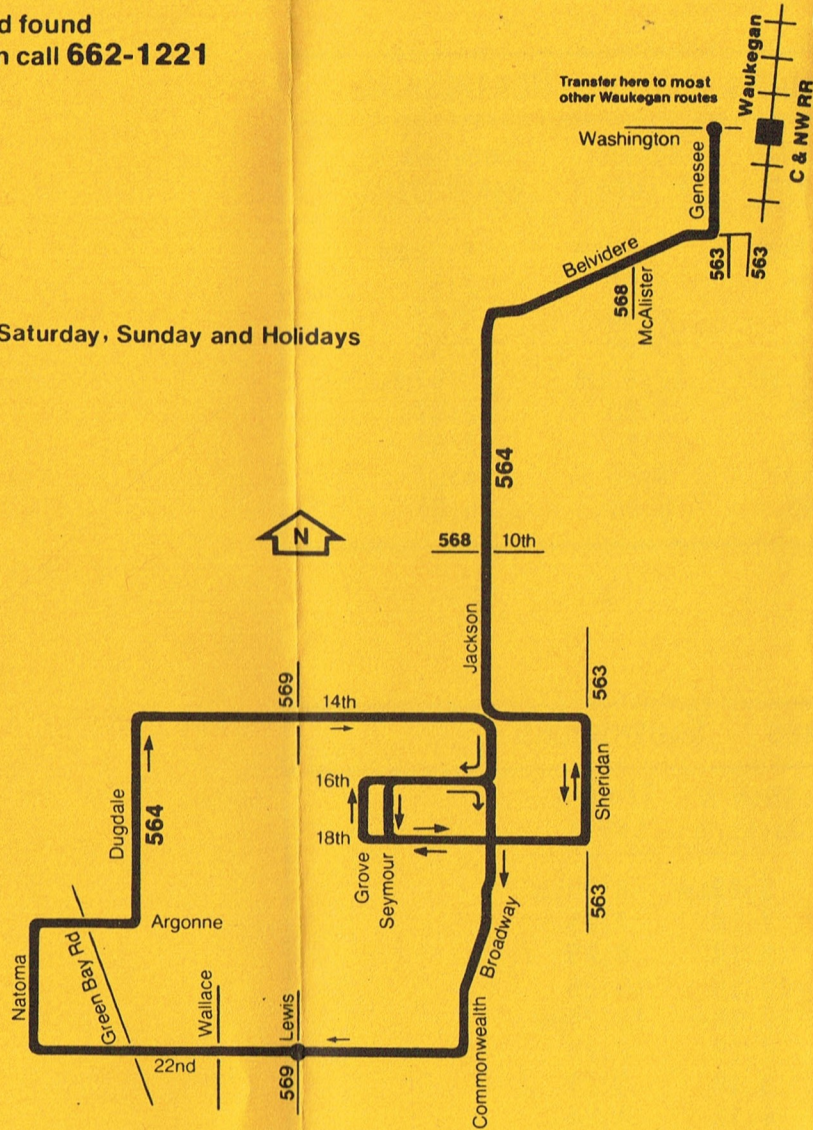 d found
n call 662-1221
Transfer here to most
other Waukegan routes
Waukegan
C & NW RR
Washington
Genesee
Belvidere
563
563
568
McAlister
Saturday, Sunday and Holidays
564
N
568
10th
Jackson
569
14th
563
16th
Sheridan
Dugdale
564
18th
Grove
Seymour
563
Argonne
Broadway
Natoma
Green Bay Rd
Wallace
Lewis
Commonwealth
22nd
569